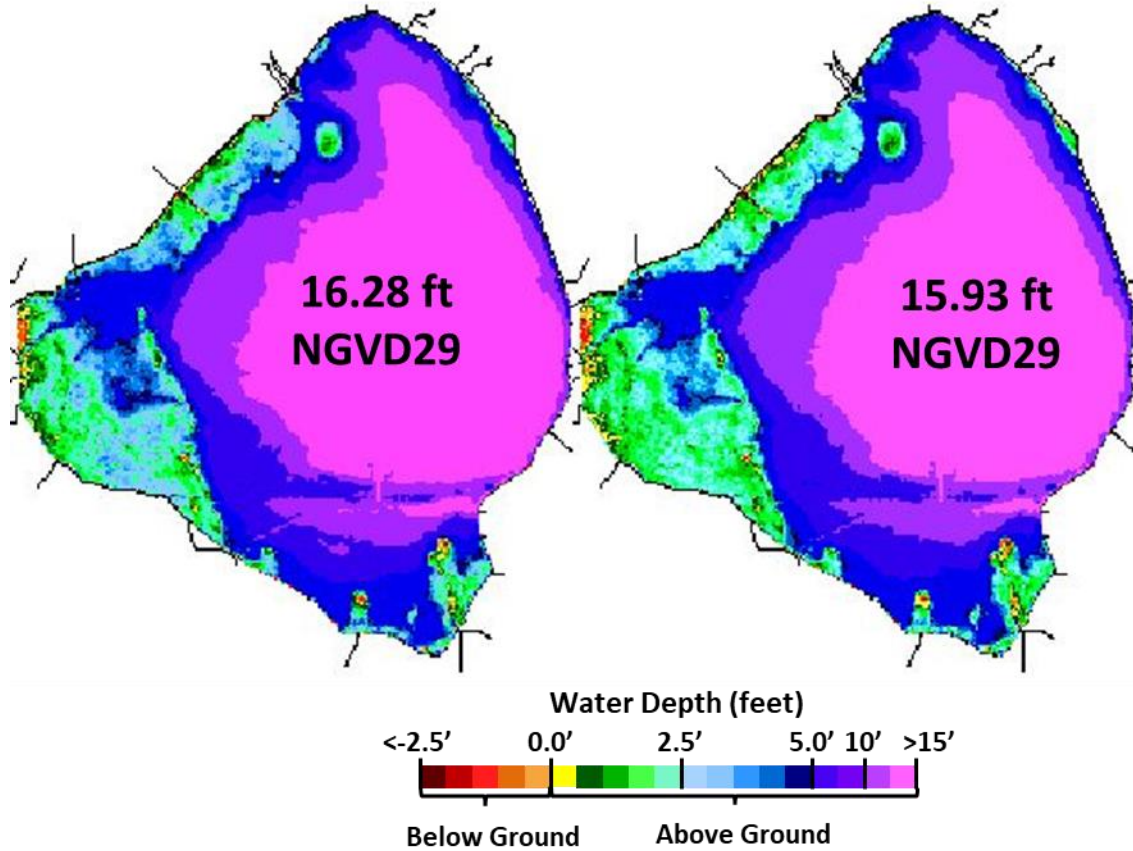 16.28 ft
NGVD29
15.93 ft
NGVD29
Water Depth (feet)
<-2.5’ 0.0’ 2.5’ 5.0’ 10’ >15’
Below Ground Above Ground